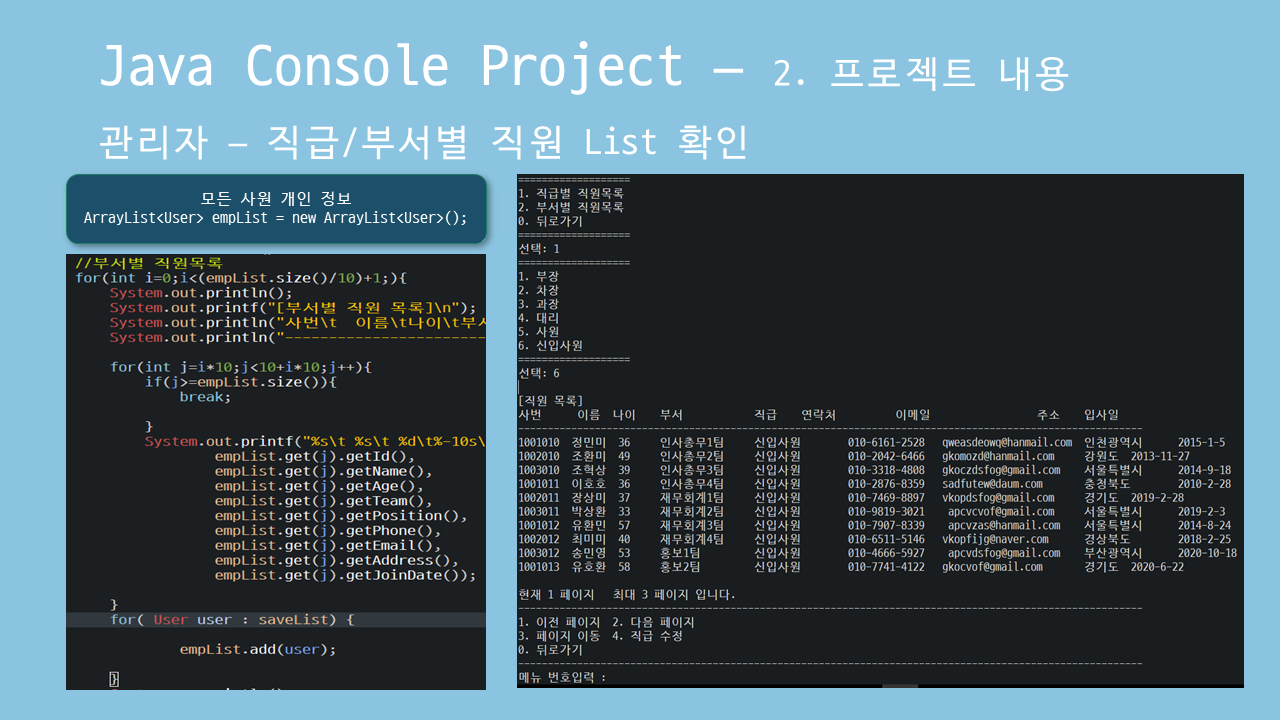 Java Console Project – 2. 프로젝트 내용
관리자 – 직급/부서별 직원 List 확인
모든 사원 개인 정보
ArrayList<User> empList = new ArrayList<User>();
//부서별 직원목록
for(int i=0;i<(empList.size()/10)+1;){
System.out.println();
System.out.printf("[부서별 직원 목록]\n");
System.out.println("사번\t 이름\t나이\t부서
System.out.println("-----------------------
for(int j=i*10;j<10+i*10;j++){
if(j>=empList.size()){
break;
}
System.out.printf("%s\t %s\t %d\t%-10s\
empList.get(j).getId(),
empList.get(j).getName(),
empList.get(j).getAge(),
empList.get(j).getTeam(),
empList.get(j).getPosition(),
empList.get(j).getPhone(),
empList.get(j).getEmail(),
empList.get(j).getAddress(),
empList.get(j).getJoinDate());
}
for( User user : saveList) {
empList.add(user);
}
===================
1. 직급별 직원목록
2. 부서별 직원목록
0. 뒤로가기
===================
선택: 1
===================
1. 부장
2. 차장
3. 과장
4. 대리
5. 사원
6. 신입사원
===================
선택: 6
[직원 목록]
사번 이름 나이 부서 직급 연락처 이메일 주소 입사일
1001010 정민미 36 인사총무1팀 신입사원 010-6161-2528 qweasdeowq@hanmail.com 인천광역시 2015-1-5
1002010 조환미 49 인사총무2팀 신입사원 010-2042-6466 gkomozd@hanmail.com 강원도 2013-11-27
1003010 조혁상 39 인사총무3팀 신입사원 010-3318-4808 gkoczdsfog@gmail.com 서울특별시 2014-9-18
1001011 이호호 36 인사총무4팀 신입사원 010-2876-8359 sadfutew@daum.com 충청북도 2010-2-28
1002011 장상미 37 재무회계1팀 신입사원 010-7469-8897 vkopdsfog@gmail.com 경기도 2019-2-28
1003011 박상환 33 재무회계2팀 신입사원 010-9819-3021 apcvcvof@gmail.com 서울특별시 2019-2-3
1001012 유환민 57 재무회계3팀 신입사원 010-7907-8339 apcvzas@hanmail.com 서울특별시 2014-8-24
1002012 최미미 40 재무회계4팀 신입사원 010-6511-5146 vkopfijg@naver.com 경상북도 2018-2-25
1003012 송민영 53 홍보1팀 신입사원 010-4666-5927 apcvdsfog@gmail.com 부산광역시 2020-10-18
1001013 유호환 58 홍보2팀 신입사원 010-7741-4122 gkocvof@gmail.com 경기도 2020-6-22
현재 1 페이지 최대 3 페이지 입니다.
1. 이전 페이지 2. 다음 페이지
3. 페이지 이동 4. 직급 수정
0. 뒤로가기
메뉴 번호입력 :